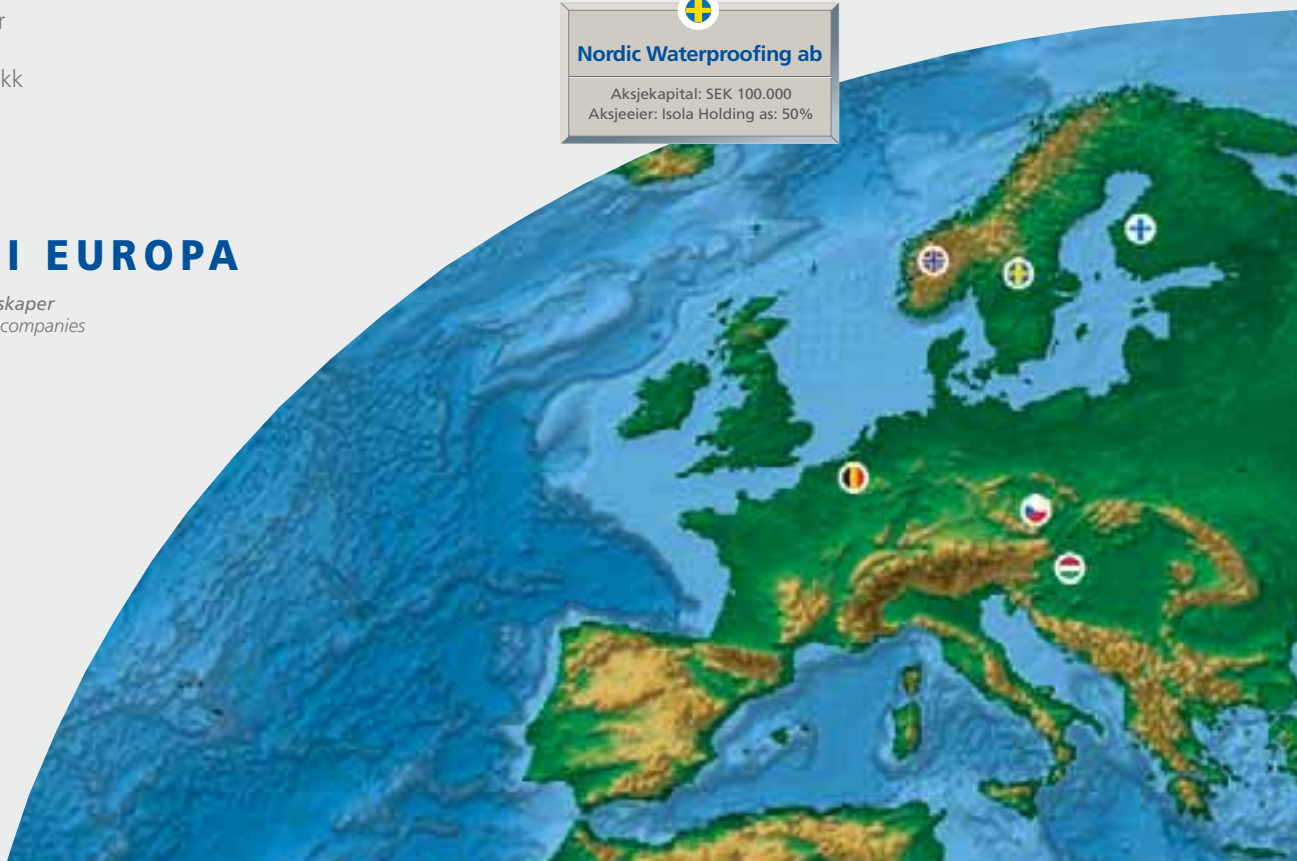 r
kk
Nordic Waterproofing ab
Aksjekapital: SEK 100.000
Aksjeeier: Isola Holding as: 50%
I EUROPA
skaper
companies